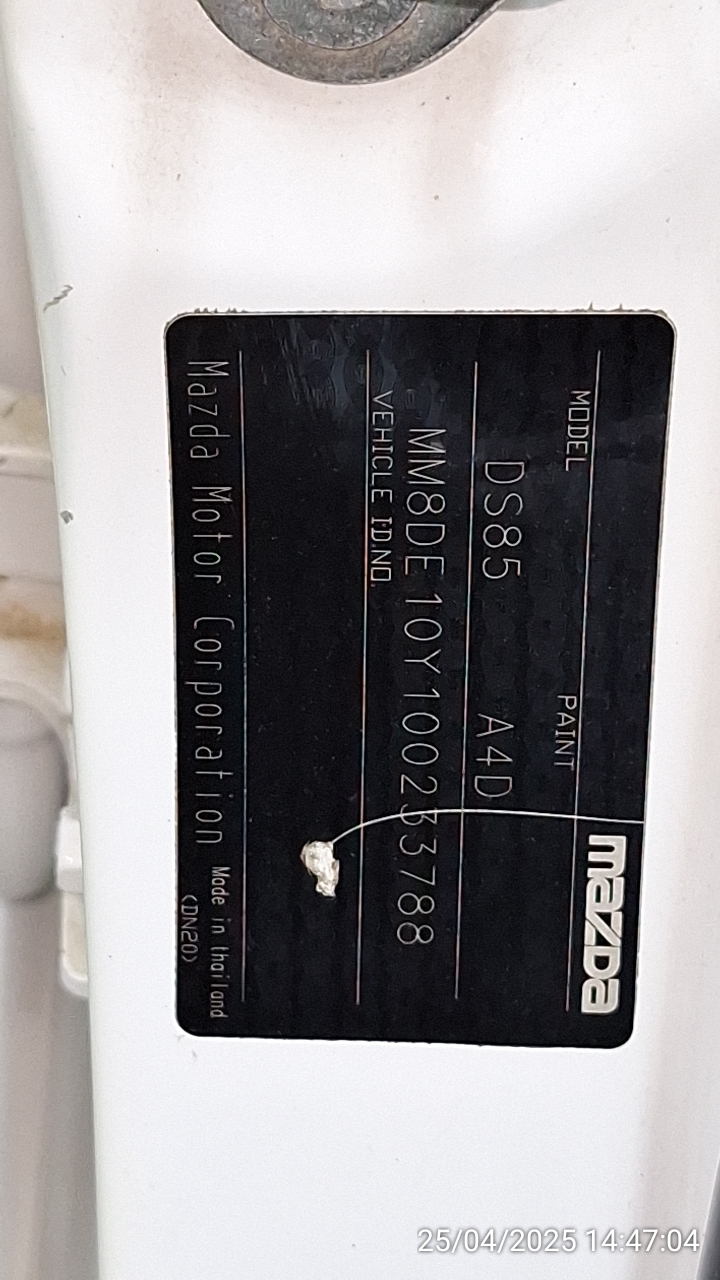 mazda
MODEL PAINT
DS85 A4D
MM8DE10Y100233788
VEHICLE I.D.NO.
Mazda Motor Corporation Made in thailand
(DN20)
25/04/2025 14:47:04